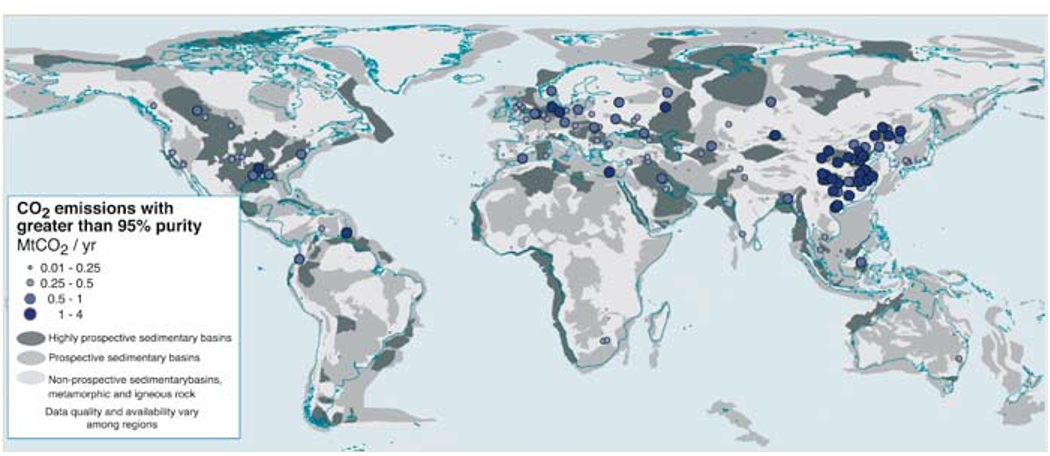 CO2 emissions with
greater than 95% purity
MtCO2 / yr
0.01 - 0.25
0.25 - 0.5
0.5 - 1
1 - 4
Highly prospective sedimentary basins
Prospective sedimentary basins
Non-prospective sedimentarybasins,
metamorphic and igneous rock
Data quality and availability vary
among regions